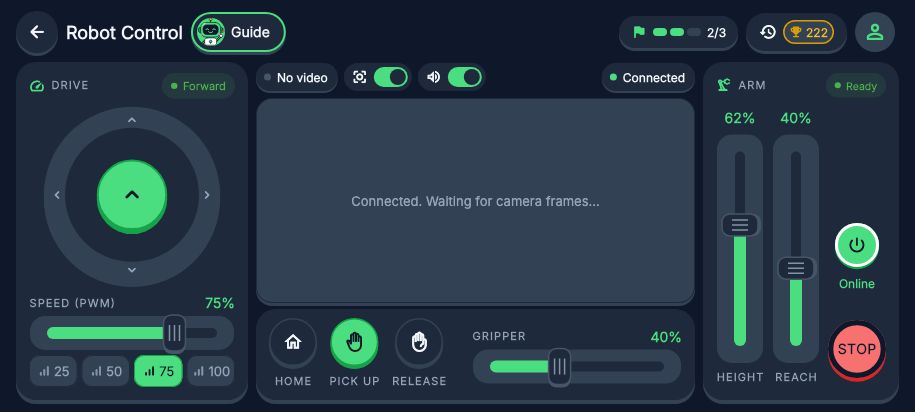 Robot Control
Guide
2/3
222
DRIVE
Forward
No video
Connected
ARM
Ready
62%
40%
Connected. Waiting for camera frames...
SPEED (PWM)
75%
25
50
75
100
HOME
PICK UP
RELEASE
GRIPPER
40%
Online
STOP
HEIGHT
REACH